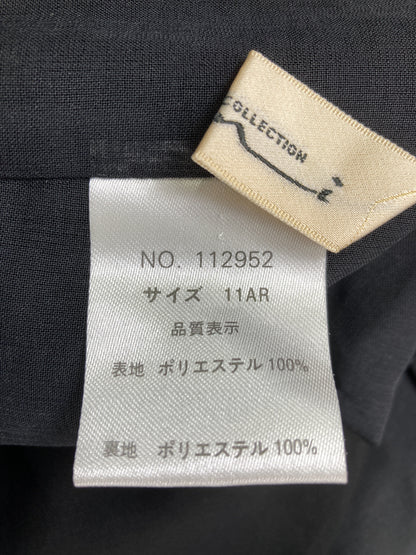 COLLECTION
NO. 112952
サイズ 11AR
品質表示
表地 ポリエステル 100%
裏地 ポリエステル 100%